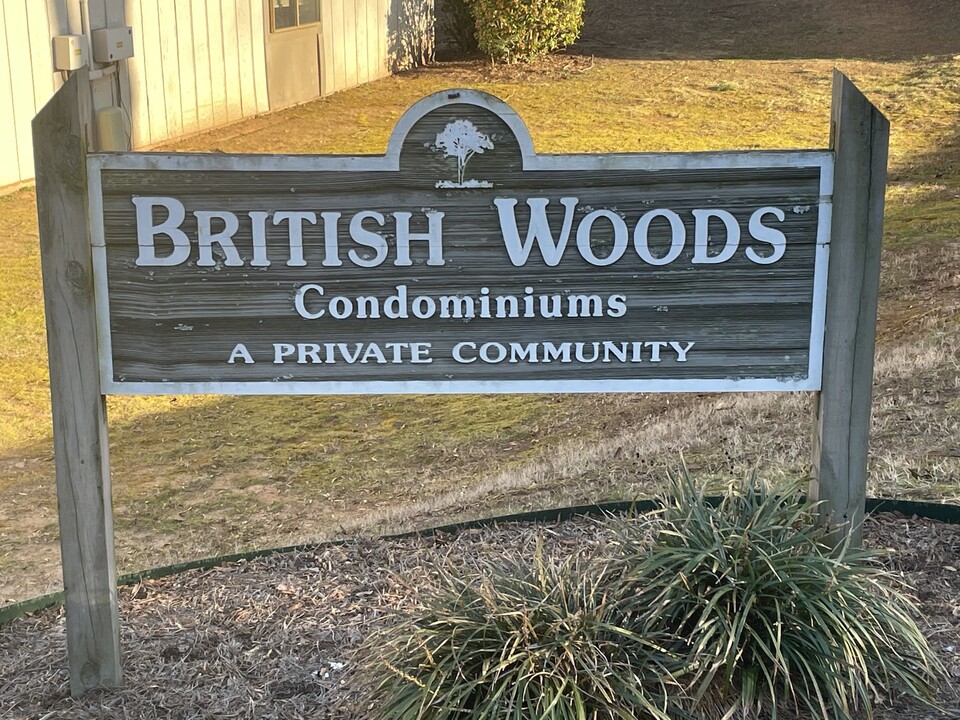 BRITISH WOODS
Condominiums
A PRIVATE COMMUNITY